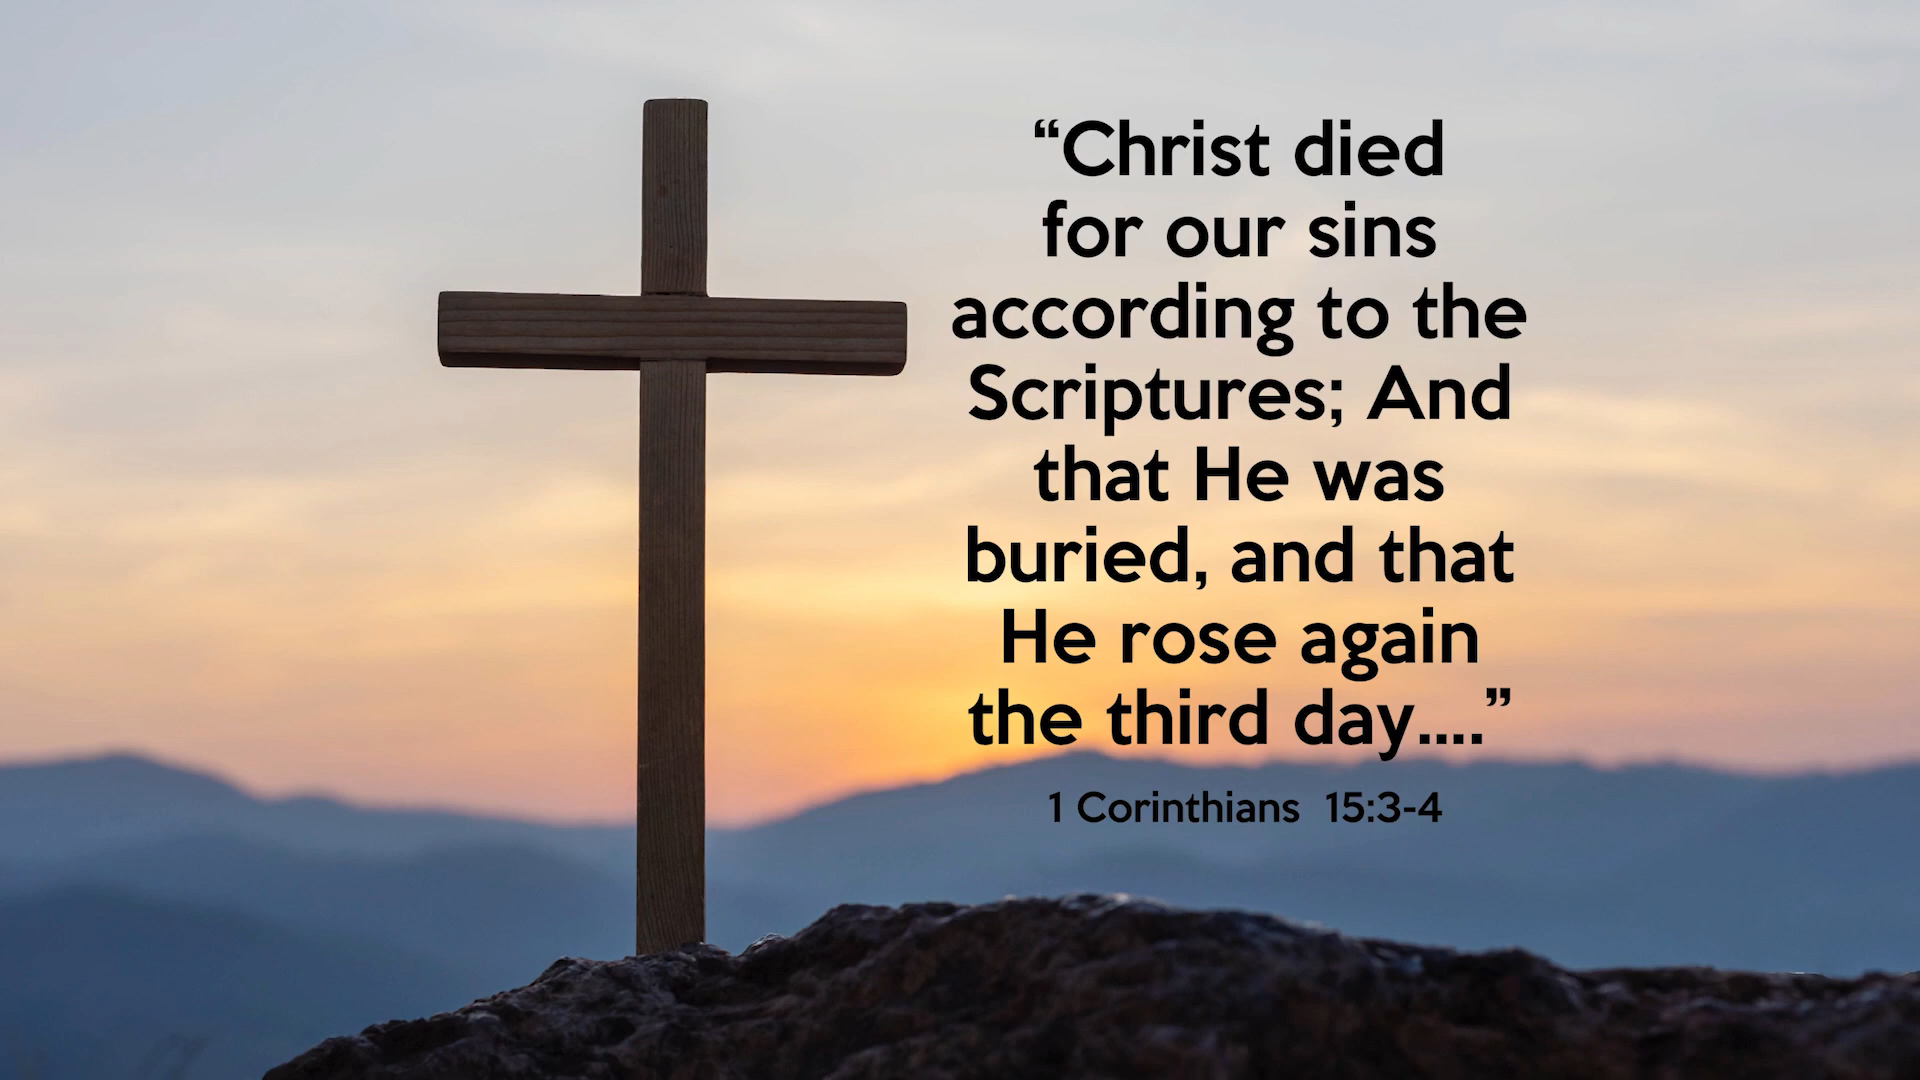 “Christ died
for our sins
according to the
Scriptures; And
that He was
buried, and that
He rose again
the third day....”
1 Corinthians 15:3-4